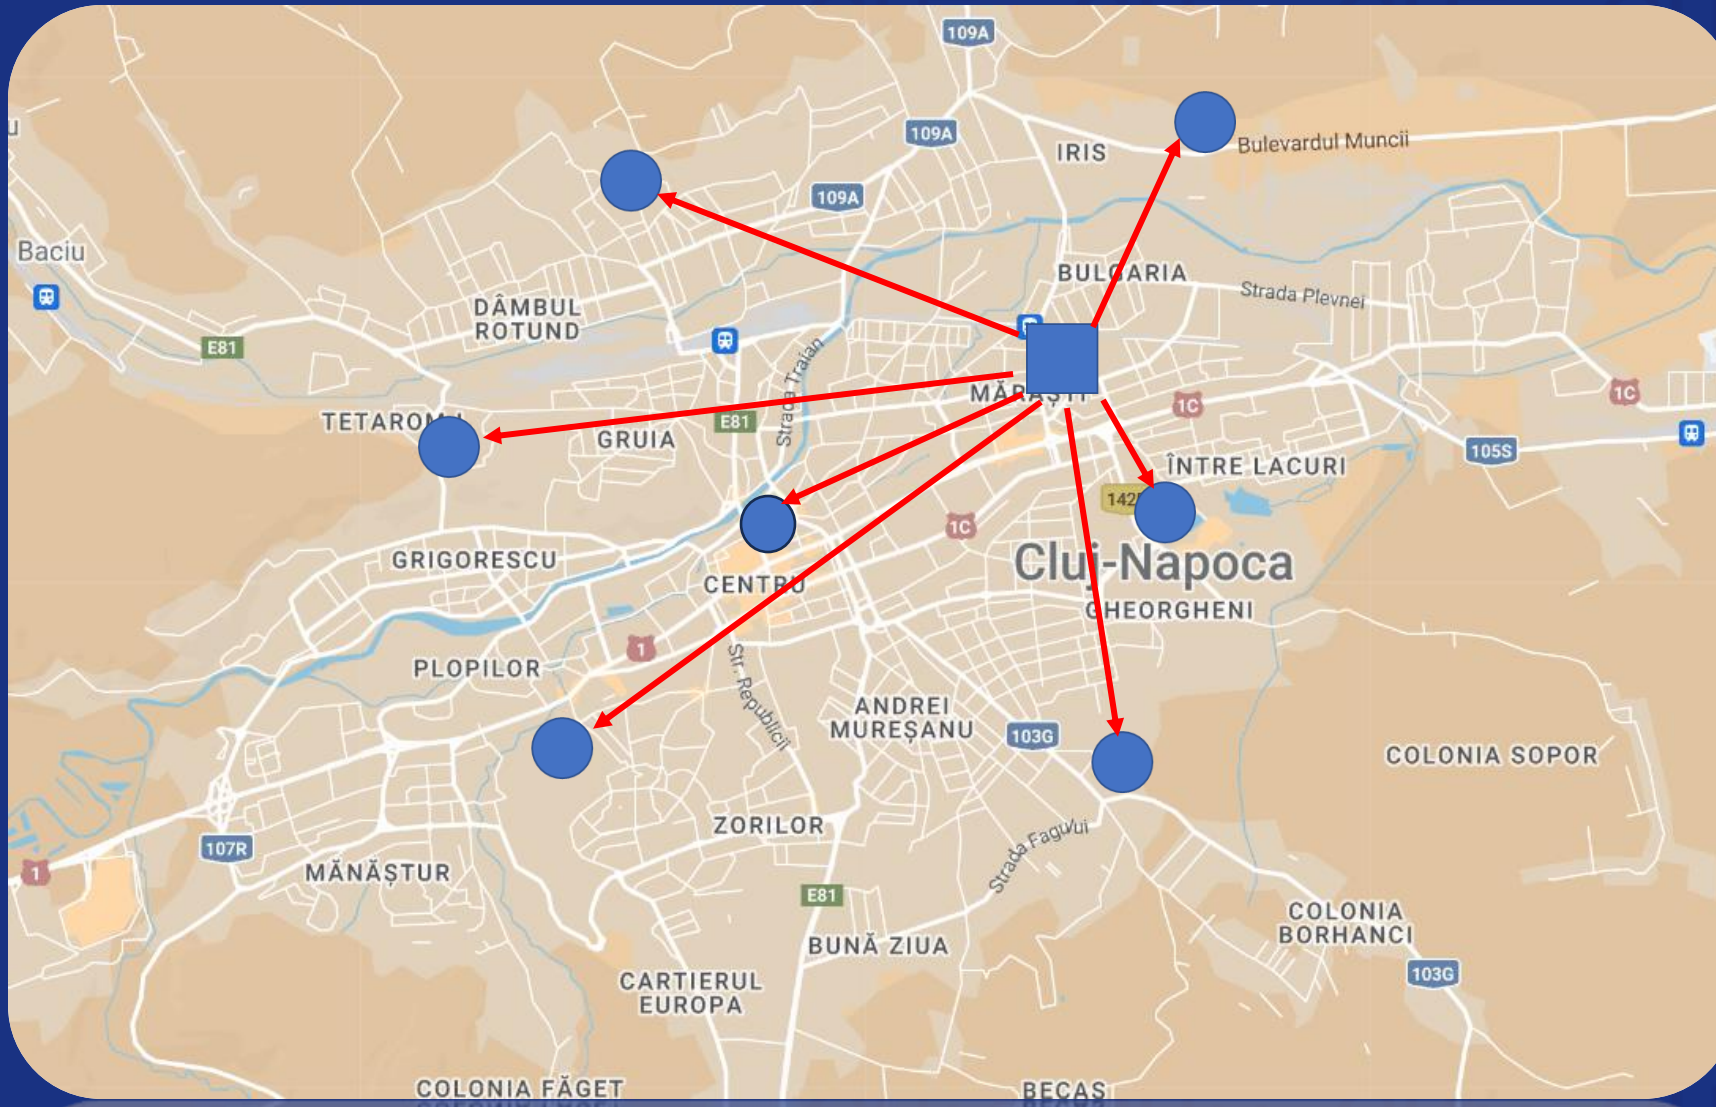 109A
109A
IRIS
Bulevardul Muncii
109A
Baciu
BULGARIA
Strada Plevnei
DÂMBUL
ROTUND
E81
Strada Traian
1C
1C
TETAROM
E81
GRUIA
105S
ÎNTRE LACURI
1C
GRIGORESCU
Cluj-Napoca
CENTRU
GHEORGHENI
1
PLOPILOR
Str. Republicii
ANDREI
MUREȘANU
103G
COLONIA SOPOR
ZORILOR
Strada Fagului
107R
1
MĂNĂȘTUR
E81
COLONIA
BORHANCI
BUNĂ ZIUA
103G
CARTIERUL
EUROPA
COLONIA FĂGET